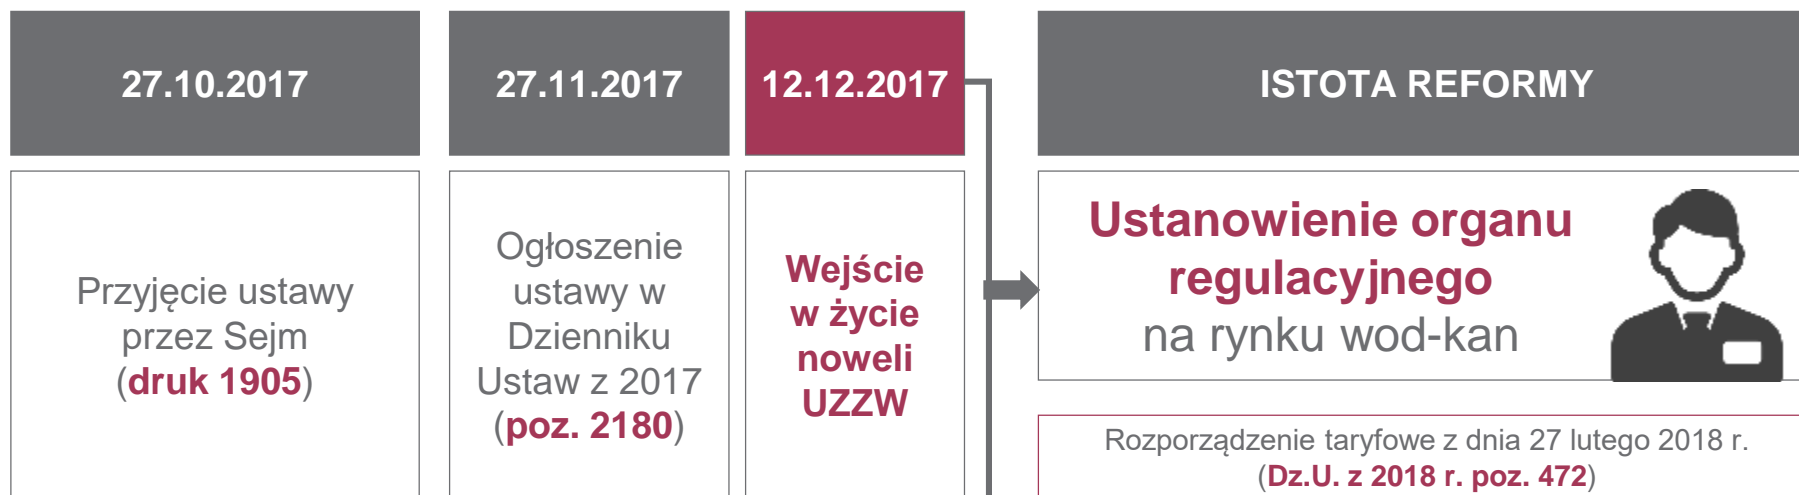 27.10.2017
Przyjęcie ustawy
przez Sejm
(druk 1905)
27.11.2017
Ogłoszenie
ustawy w
Dzienniku
Ustaw z 2017
(poz. 2180)
12.12.2017
Wejście
w życie
noweli
UZZW
ISTOTA REFORMY
Ustanowienie organu
regulacyjnego
na rynku wod-kan
Rozporządzenie taryfowe z dnia 27 lutego 2018 r.
(Dz.U. z 2018 r. poz. 472)